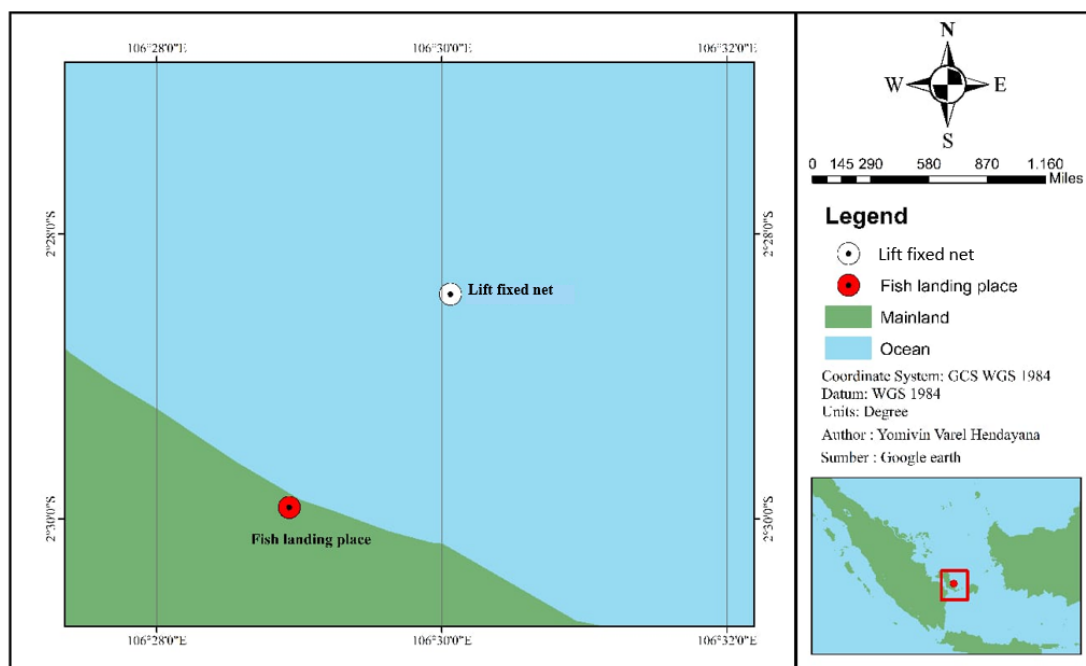 106°28'0"E
106°30'0"E
106°32'0"E
2°28'0"S
2°28'0"S
Lift fixed net
2°30'0"S
2°30'0"S
Fish landing place
106°28'0"E
106°30'0"E
106°32'0"E
N
W
E
S
0 145 290 580 870 1.160
Miles
Legend
Lift fixed net
Fish landing place
Mainland
Ocean
Coordinate System: GCS WGS 1984
Datum: WGS 1984
Units: Degree
Author : Yomivin Varel Hendayana
Sumber : Google earth